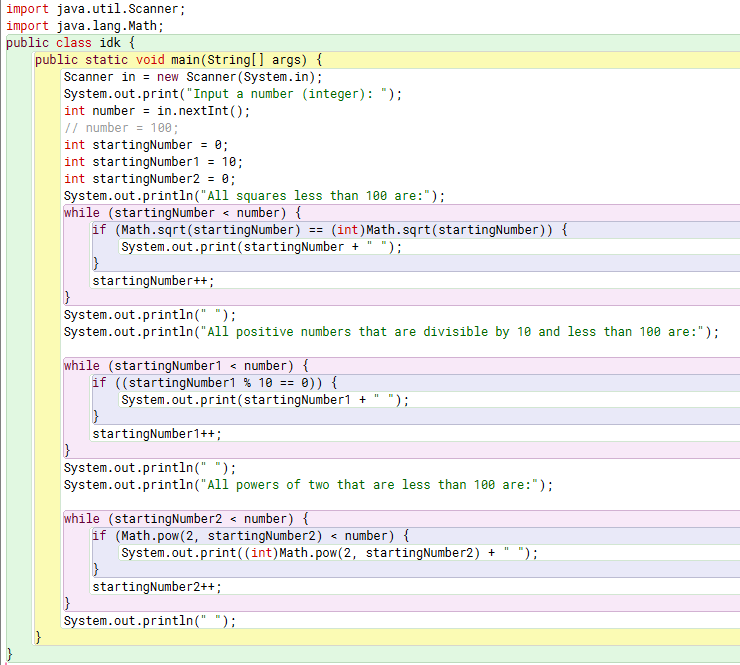 import java.util.Scanner;
import java.lang.Math;
public class idk {
    public static void main(String[] args) {
        Scanner in = new Scanner(System.in);
        System.out.print("Input a number (integer): ");
        int number = in.nextInt();
        // number = 100;
        int startingNumber = 0;
        int startingNumber1 = 10;
        int startingNumber2 = 0;
        System.out.println("All squares less than 100 are:");
        while (startingNumber < number) {
            if (Math.sqrt(startingNumber) == (int)Math.sqrt(startingNumber)) {
                System.out.print(startingNumber + " ");
            }
            startingNumber++;
        }
        System.out.println(" ");
        System.out.println("All positive numbers that are divisible by 10 and less than 100 are:");

        while (startingNumber1 < number) {
            if ((startingNumber1 % 10 == 0)) {
                System.out.print(startingNumber1 + " ");
            }
            startingNumber1++;
        }
        System.out.println(" ");
        System.out.println("All powers of two that are less than 100 are:");

        while (startingNumber2 < number) {
            if (Math.pow(2, startingNumber2) < number) {
                System.out.print((int)Math.pow(2, startingNumber2) + " ");
            }
            startingNumber2++;
        }
        System.out.println(" ");
    }
}